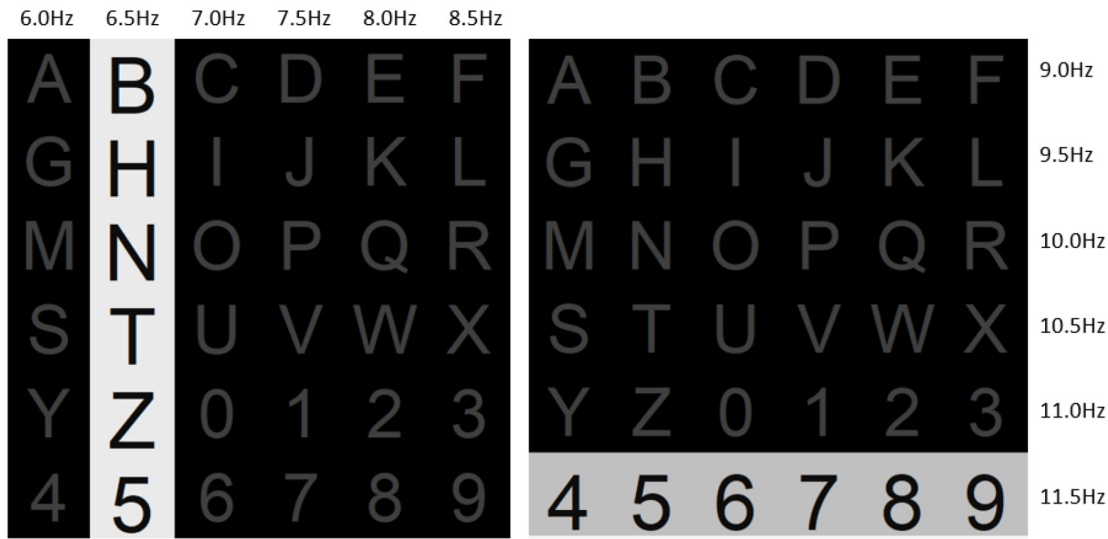 6.0Hz 6.5Hz 7.0Hz 7.5Hz 8.0Hz 8.5Hz
A B C D E F A B C D E F 9.0Hz
G H I J K L G H I J K L 9.5Hz
M N O P Q R M N O P Q R 10.0Hz
S T U V W X S T U V W X 10.5Hz
Y Z 0 1 2 3 Y Z 0 1 2 3 11.0Hz
4 5 6 7 8 9 4 5 6 7 8 9 11.5Hz